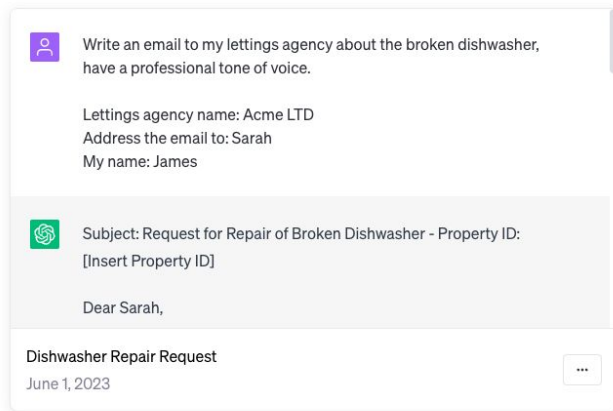 Write an email to my lettings agency about the broken dishwasher,
have a professional tone of voice.
Lettings agency name: Acme LTD
Address the email to: Sarah
My name: James
Subject: Request for Repair of Broken Dishwasher - Property ID:
[Insert Property ID]
Dear Sarah,
Dishwasher Repair Request
June 1, 2023